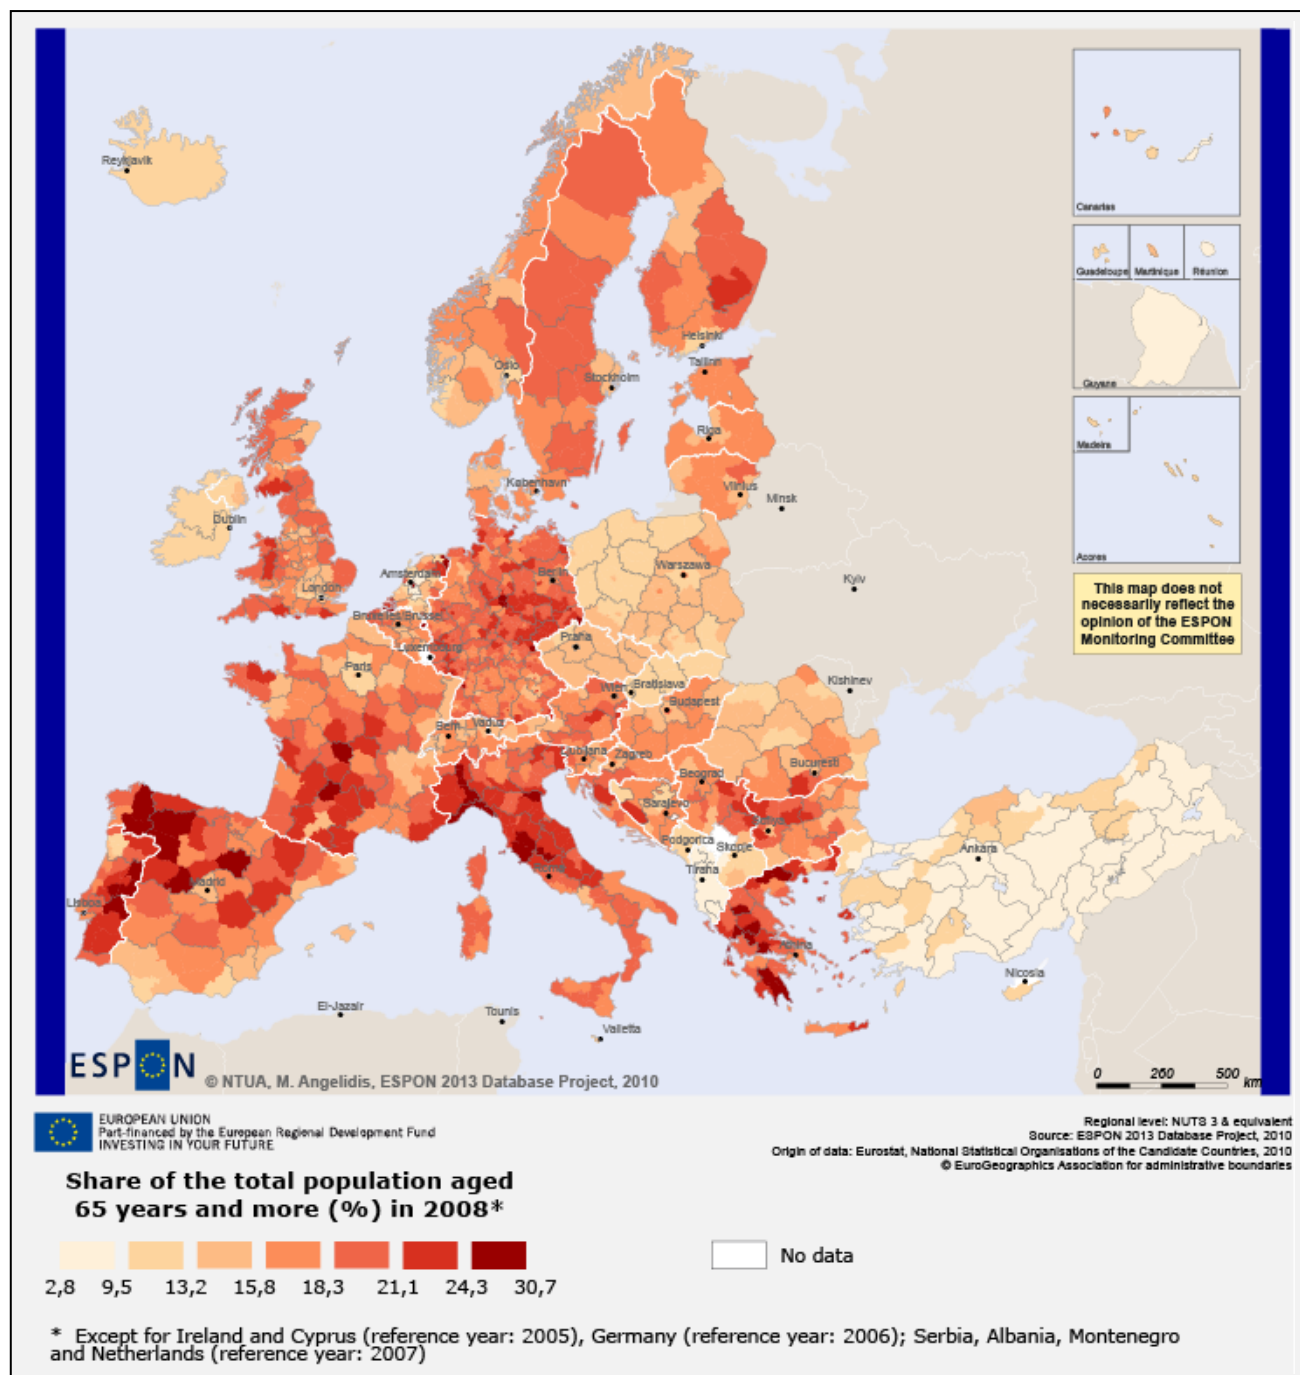 Reykjavik
Canarias
Guadeloupe
Martinique
Réunion
Guyane
Madeira
Acores
Helsinki
Tallinn
Oslo
Stockholm
Riga
København
Vilnius
Minsk
Dublin
Amsterdam
Berlin
Warszawa
London
Kyiv
Bruxelles/Brussel
Praha
Luxembourg
Paris
Wien
Bratislava
Kishinev
Budapest
Bern
Vaduz
Ljubljana
Zagreb
Beograd
Bucuresti
Sarajevo
Sofiya
Podgorica
Skopje
Ankara
Tirana
Madrid
Roma
Lisboa
Athina
Nicosia
El-Jazair
Tounis
Valletta
This map does not
necessarily reflect the
opinion of the ESPON
Monitoring Committee
ESPON
© NTUA, M. Angelidis, ESPON 2013 Database Project, 2010
0 250 500 km
EUROPEAN UNION
Part-financed by the European Regional Development Fund
INVESTING IN YOUR FUTURE
Regional level: NUTS 3 & equivalent
Source: ESPON 2013 Database Project, 2010
Origin of data: Eurostat, National Statistical Organisations of the Candidate Countries, 2010
© EuroGeographics Association for administrative boundaries
Share of the total population aged
65 years and more (%) in 2008*
No data
2,8 9,5 13,2 15,8 18,3 21,1 24,3 30,7
* Except for Ireland and Cyprus (reference year: 2005), Germany (reference year: 2006); Serbia, Albania, Montenegro
and Netherlands (reference year: 2007)